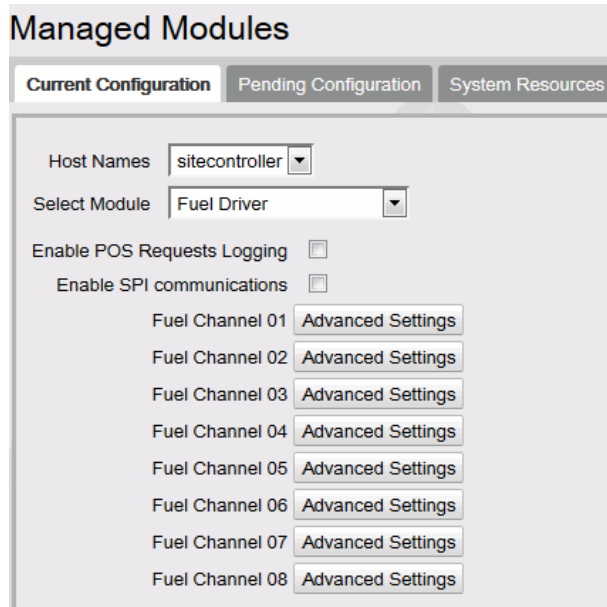 Managed Modules
Current Configuration Pending Configuration System Resources
Host Names sitecontroller
Select Module Fuel Driver
Enable POS Requests Logging
Enable SPI communications
Fuel Channel 01 Advanced Settings
Fuel Channel 02 Advanced Settings
Fuel Channel 03 Advanced Settings
Fuel Channel 04 Advanced Settings
Fuel Channel 05 Advanced Settings
Fuel Channel 06 Advanced Settings
Fuel Channel 07 Advanced Settings
Fuel Channel 08 Advanced Settings